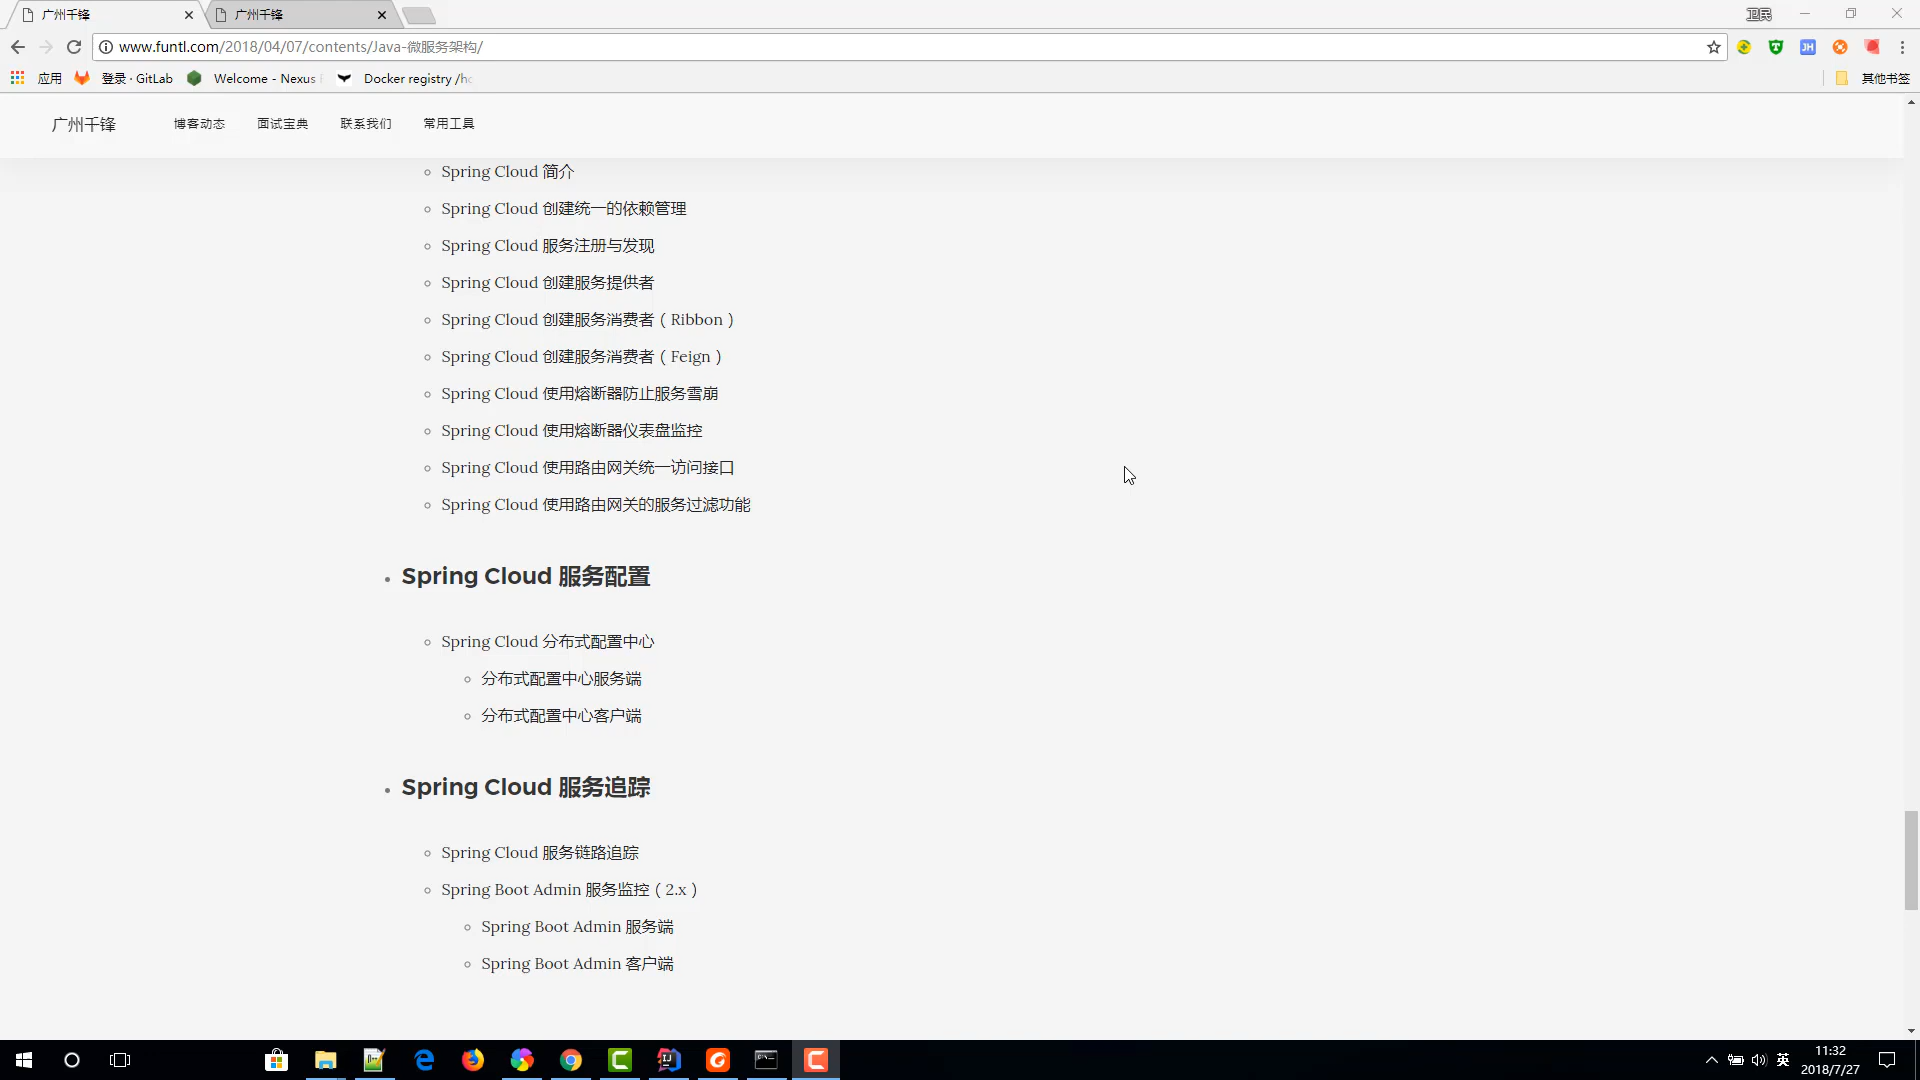 广州千锋
广州千锋
卫民
www.funtl.com/2018/04/07/contents/Java-微服务架构/
应用
登录 · GitLab
Welcome - Nexus
Docker registry /ho
其他书签
广州千锋
博客动态
面试宝典
联系我们
常用工具
Spring Cloud 简介
Spring Cloud 创建统一的依赖管理
Spring Cloud 服务注册与发现
Spring Cloud 创建服务提供者
Spring Cloud 创建服务消费者（Ribbon）
Spring Cloud 创建服务消费者（Feign）
Spring Cloud 使用熔断器防止服务雪崩
Spring Cloud 使用熔断器仪表盘监控
Spring Cloud 使用路由网关统一访问接口
Spring Cloud 使用路由网关的服务过滤功能
Spring Cloud 服务配置
Spring Cloud 分布式配置中心
分布式配置中心服务端
分布式配置中心客户端
Spring Cloud 服务追踪
Spring Cloud 服务链路追踪
Spring Boot Admin 服务监控（2.x）
Spring Boot Admin 服务端
Spring Boot Admin 客户端
英
11:32
2018/7/27